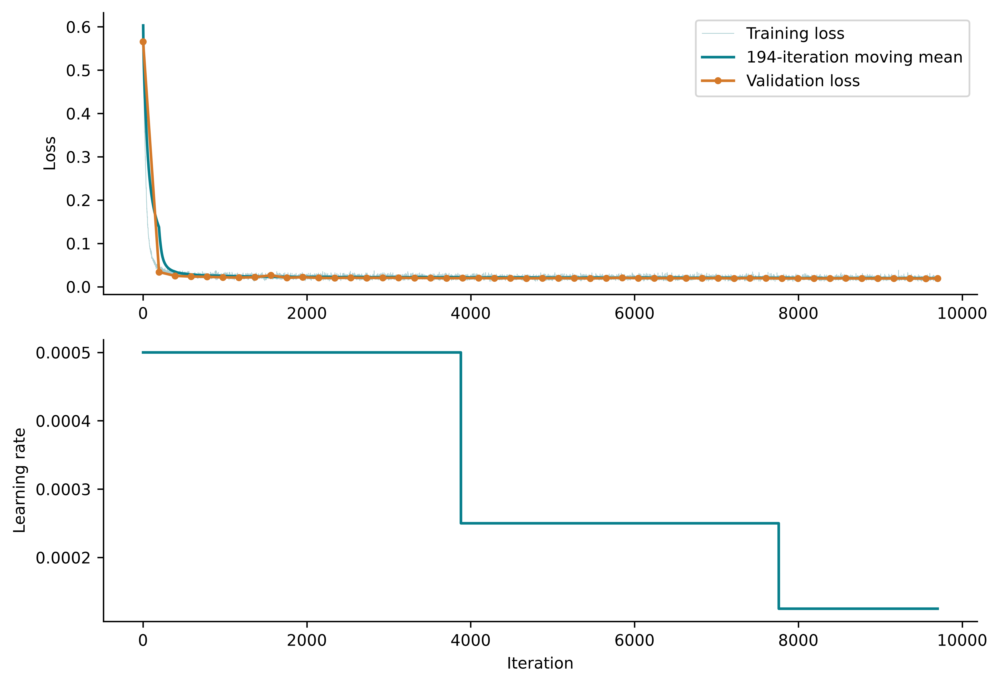 0.6
0.5
0.4
0.3
0.2
0.1
0.0
Loss
Training loss
194-iteration moving mean
Validation loss
0 2000 4000 6000 8000 10000
0.0005
0.0004
0.0003
0.0002
Learning rate
0 2000 4000 6000 8000 10000
Iteration